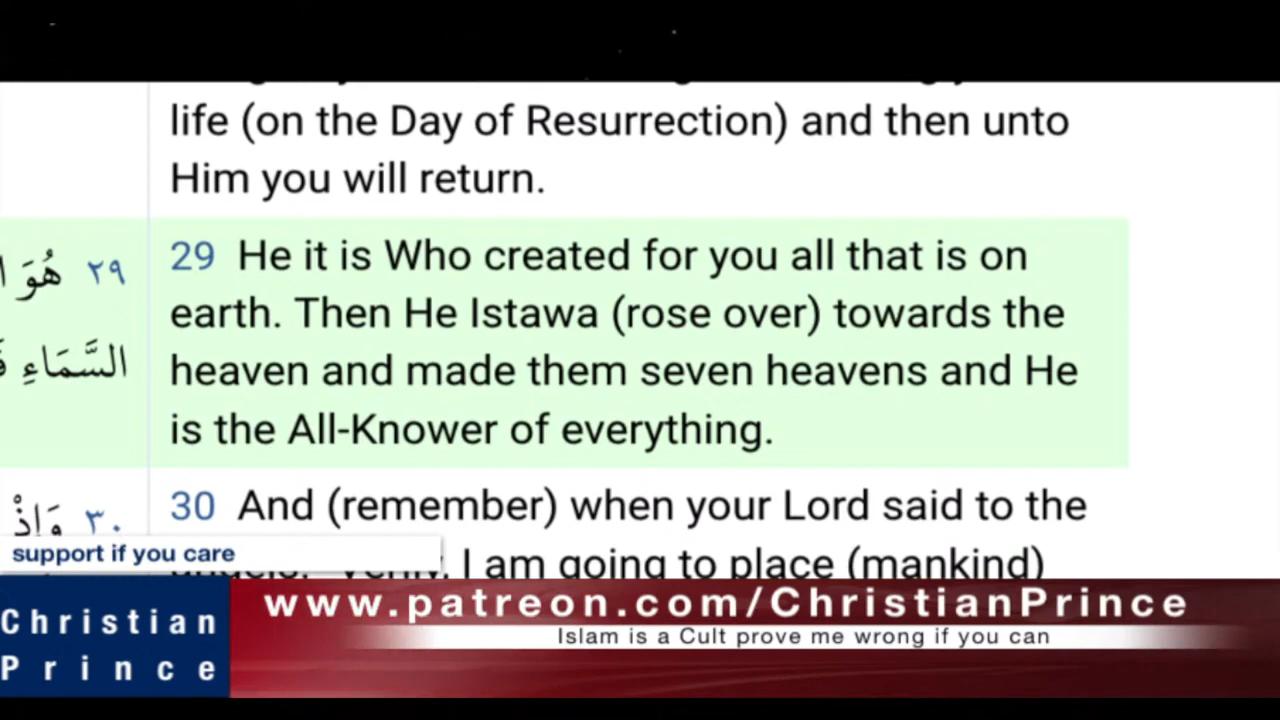 life (on the Day of Resurrection) and then unto
Him you will return.
٢٩ هُوَ
السَّمَاءِ
29 He it is Who created for you all that is on
earth. Then He Istawa (rose over) towards the
heaven and made them seven heavens and He
is the All-Knower of everything.
٣٠ وَإِذْ
30 And (remember) when your Lord said to the
I am going to place (mankind)
support if you care
Christian
Prince
www.patreon.com/ChristianPrince
Islam is a Cult prove me wrong if you can